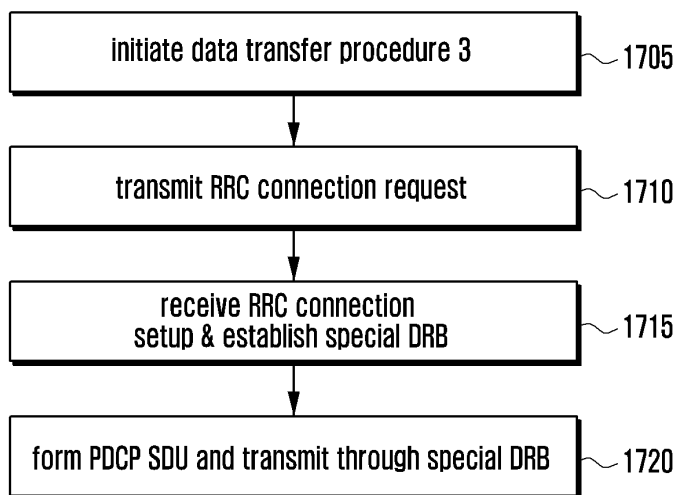 initiate data transfer procedure 3
1705
transmit RRC connection request
1710
receive RRC connection
setup & establish special DRB
1715
form PDCP SDU and transmit through special DRB
1720